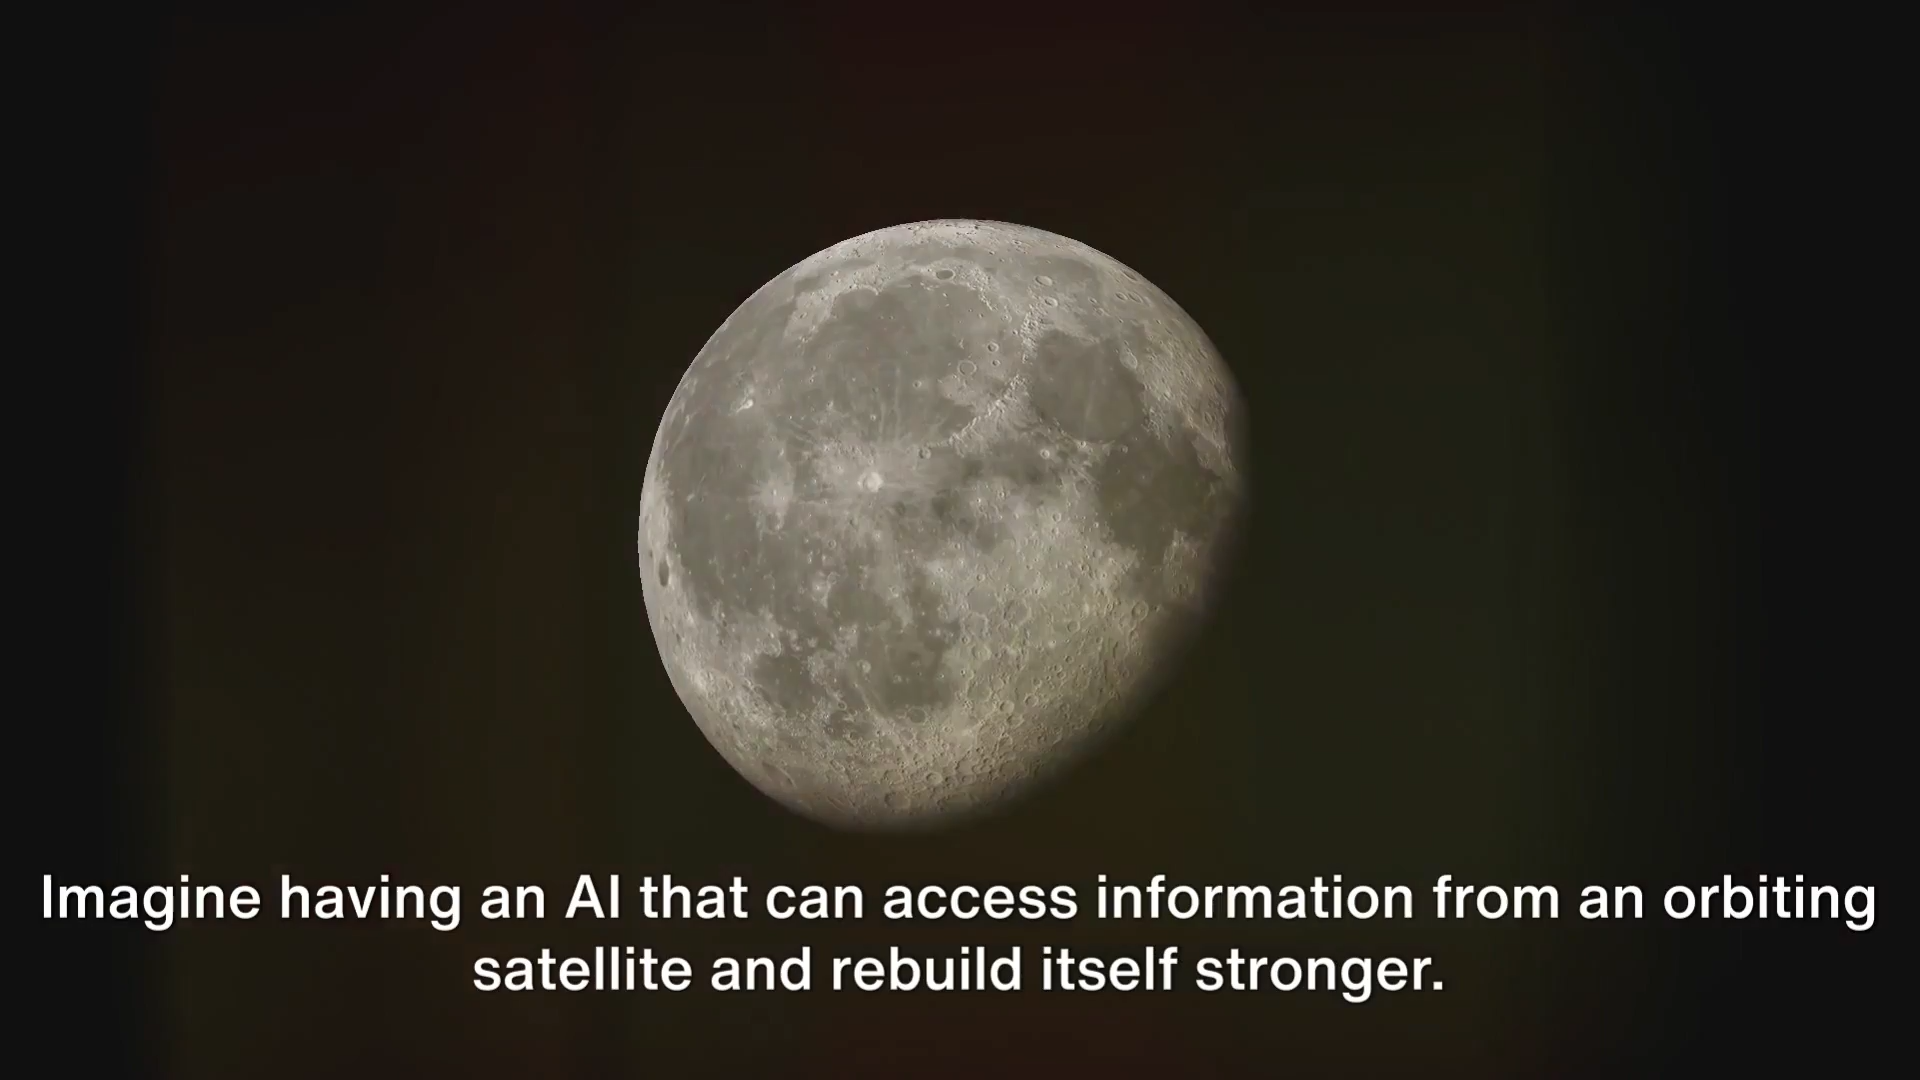 Imagine having an AI that can access information from an orbiting
satellite and rebuild itself stronger.